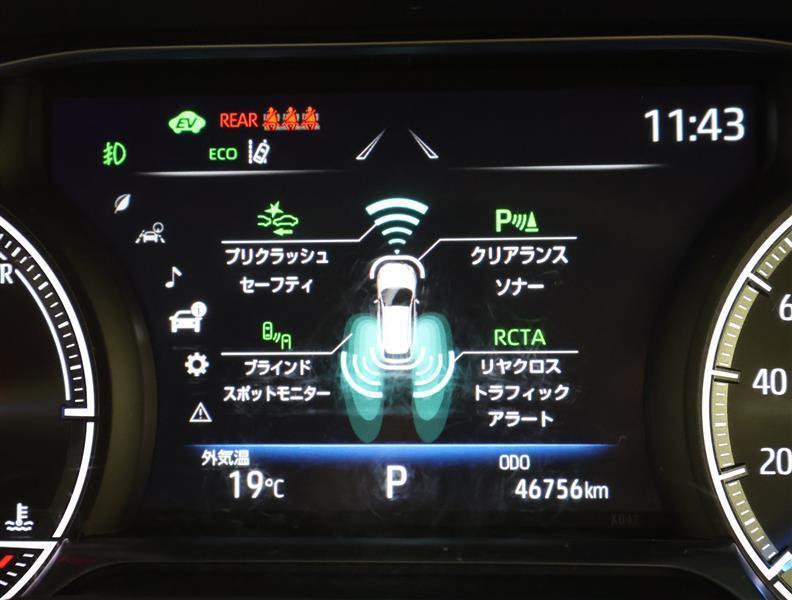 EV REAR
11:43
ECO
P
プリクラッシュ
セーフティ
クリアランス
ソナー
RCTA
ブラインド
スポットモニター
リヤクロス
トラフィック
アラート
外気温
19℃
P
ODO
46756km
R
6
40
20